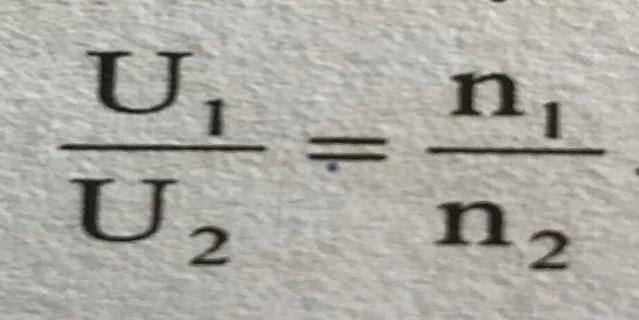 U₁/U₂ = n₁/n₂